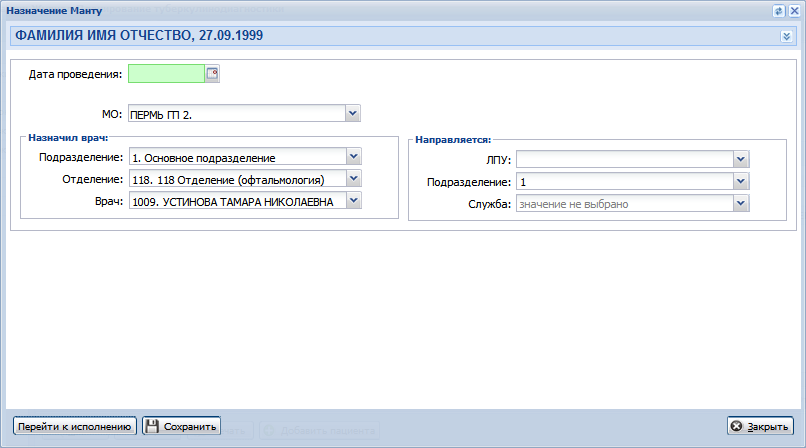 Назначение Манту
ФАМИЛИЯ ИМЯ ОТЧЕСТВО, 27.09.1999
Дата проведения:
МО: ПЕРМЬ ГП 2.
Назначил врач:
Подразделение: 1. Основное подразделение
Отделение: 118. 118 Отделение (офтальмология)
Врач: 1009. УСТИНОВА ТАМАРА НИКОЛАЕВНА
Направляется:
ЛПУ:
Подразделение: 1
Служба: значение не выбрано
Перейти к исполнению
Сохранить
Закрыть